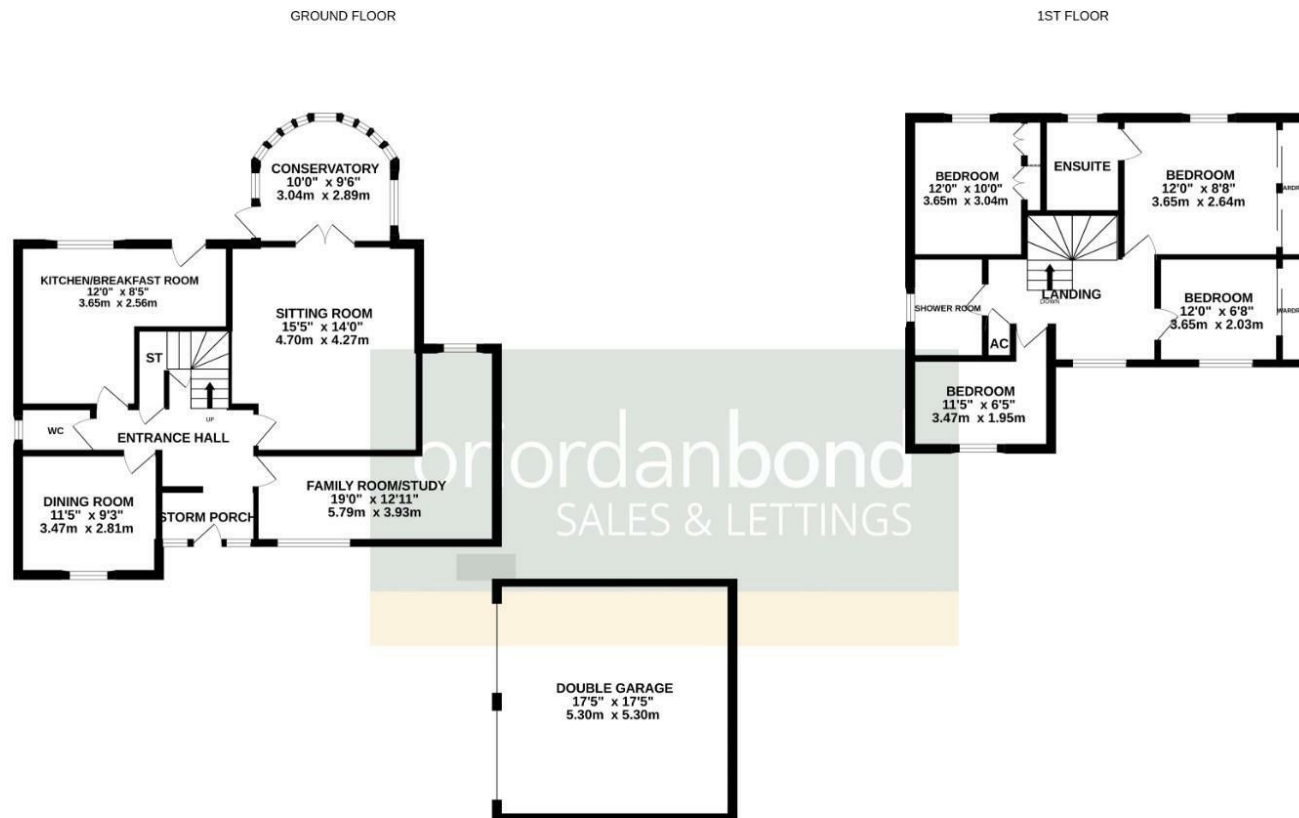 GROUND FLOOR
CONSERVATORY
10'0" x 9'6"
3.04m x 2.89m
KITCHEN/BREAKFAST ROOM
12'0" x 8'5"
3.65m x 2.56m
SITTING ROOM
15'5" x 14'0"
4.70m x 4.27m
ST
UP
WC
ENTRANCE HALL
DINING ROOM
11'5" x 9'3"
3.47m x 2.81m
STORM PORCH
FAMILY ROOM/STUDY
19'0" x 12'11"
5.79m x 3.93m
DOUBLE GARAGE
17'5" x 17'5"
5.30m x 5.30m
1ST FLOOR
BEDROOM
12'0" x 10'0"
3.65m x 3.04m
ENSUITE
BEDROOM
12'0" x 8'8"
3.65m x 2.64m
WARDR
SHOWER ROOM
DOWN
LANDING
BEDROOM
12'0" x 6'8"
3.65m x 2.03m
WARDR
AC
BEDROOM
11'5" x 6'5"
3.47m x 1.95m
oriordanbond
SALES & LETTINGS